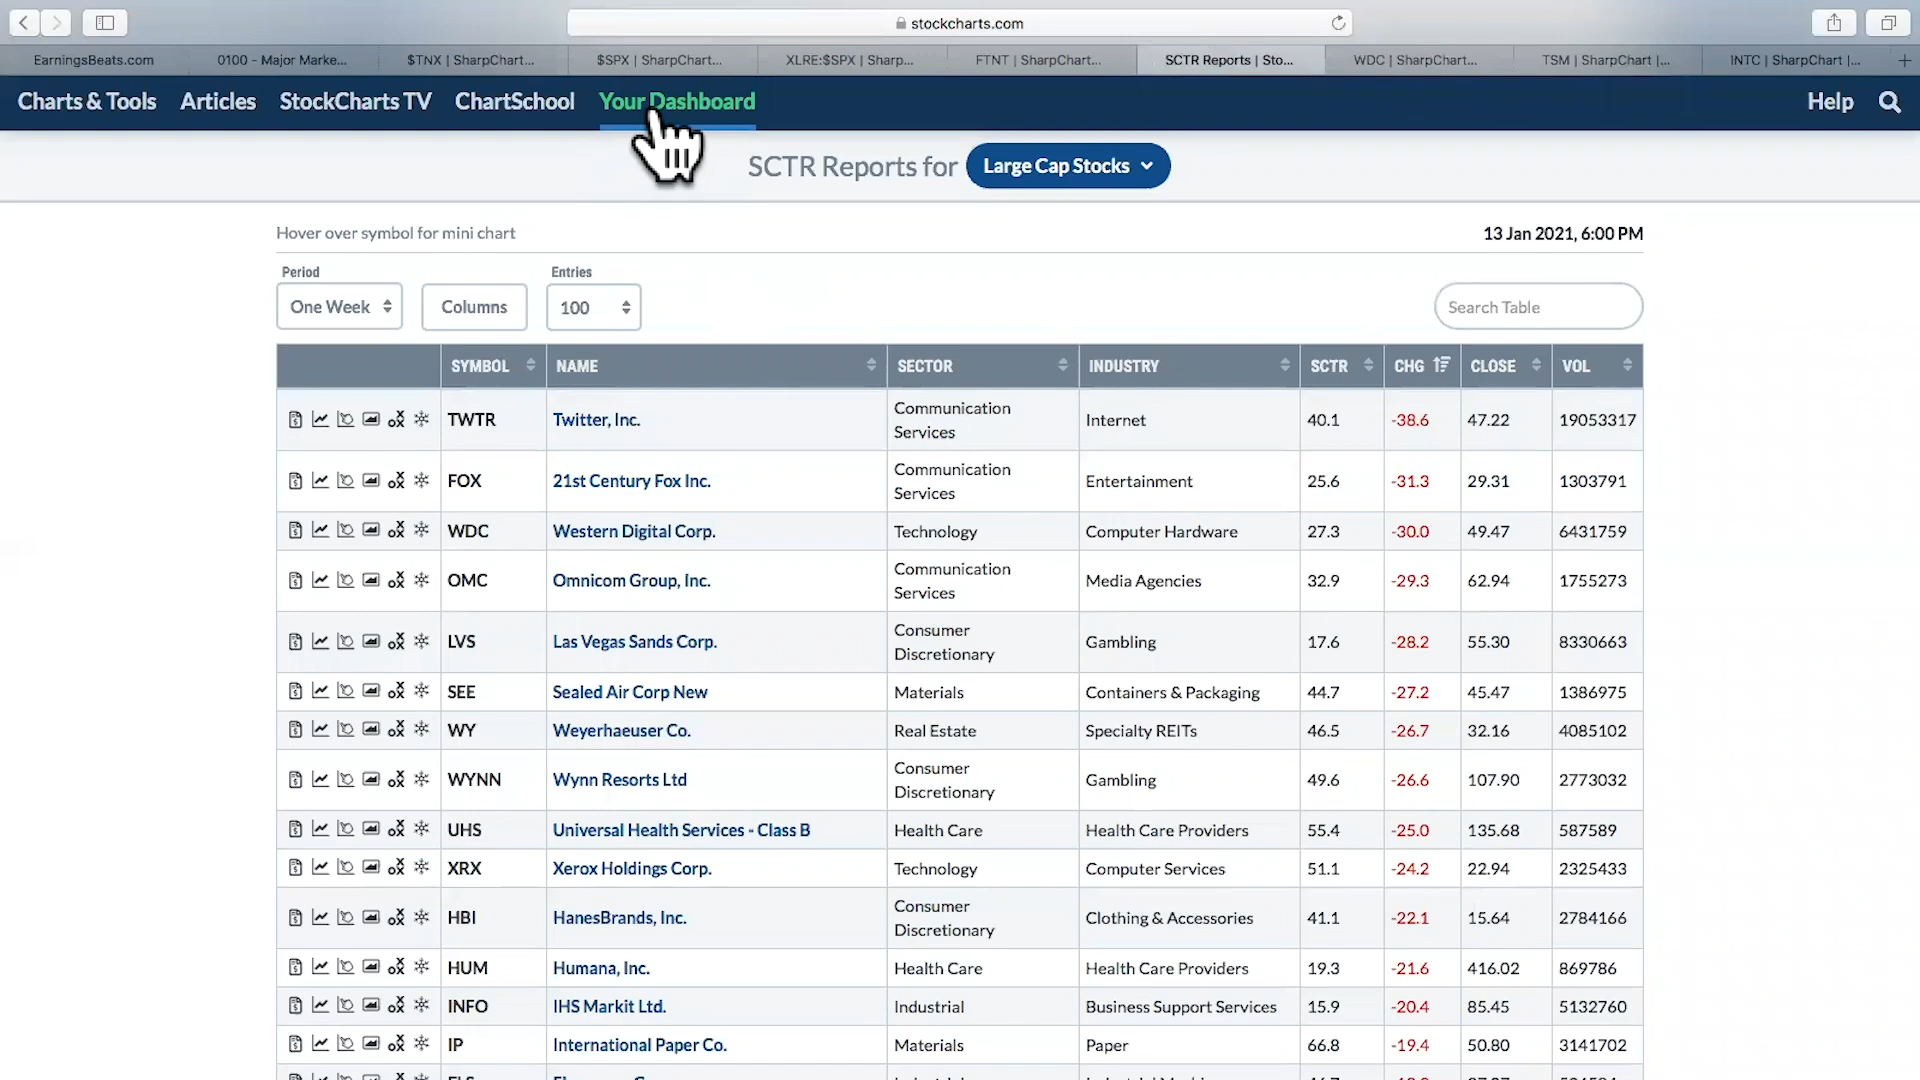 stockcharts.com
EarningsBeats.com 0100 - Major Marke... $TNX | SharpChart... $SPX | SharpChart... XLRE:$SPX | Sharp... FTNT | SharpChart... SCTR Reports | Sto... WDC | SharpChart... TSM | SharpChart |... INTC | SharpChart |...
Charts & Tools Articles StockCharts TV ChartSchool Your Dashboard Help
SCTR Reports for Large Cap Stocks
Hover over symbol for mini chart 13 Jan 2021, 6:00 PM
Period Entries
One Week Columns 100 Search Table
SYMBOL NAME SECTOR INDUSTRY SCTR CHG CLOSE VOL
TWTR Twitter, Inc. Communication Services Internet 40.1 -38.6 47.22 19053317
FOX 21st Century Fox Inc. Communication Services Entertainment 25.6 -31.3 29.31 1303791
WDC Western Digital Corp. Technology Computer Hardware 27.3 -30.0 49.47 6431759
OMC Omnicom Group, Inc. Communication Services Media Agencies 32.9 -29.3 62.94 1755273
LVS Las Vegas Sands Corp. Consumer Discretionary Gambling 17.6 -28.2 55.30 8330663
SEE Sealed Air Corp New Materials Containers & Packaging 44.7 -27.2 45.47 1386975
WY Weyerhaeuser Co. Real Estate Specialty REITs 46.5 -26.7 32.16 4085102
WYNN Wynn Resorts Ltd Consumer Discretionary Gambling 49.6 -26.6 107.90 2773032
UHS Universal Health Services - Class B Health Care Health Care Providers 55.4 -25.0 135.68 587589
XRX Xerox Holdings Corp. Technology Computer Services 51.1 -24.2 22.94 2325433
HBI HanesBrands, Inc. Consumer Discretionary Clothing & Accessories 41.1 -22.1 15.64 2784166
HUM Humana, Inc. Health Care Health Care Providers 19.3 -21.6 416.02 869786
INFO IHS Markit Ltd. Industrial Business Support Services 15.9 -20.4 85.45 5132760
IP International Paper Co. Materials Paper 66.8 -19.4 50.80 3141702